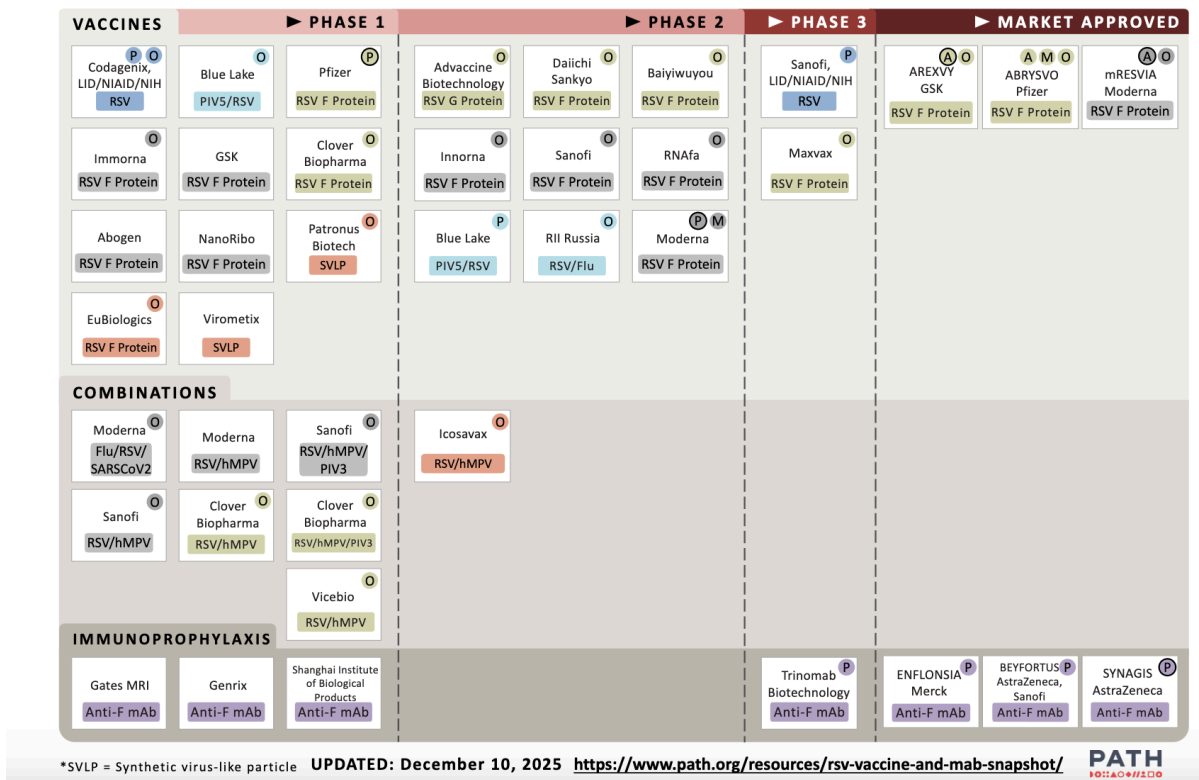 VACCINES
► PHASE 1
► PHASE 2
► PHASE 3
► MARKET APPROVED
P O
Codagenix,
LID/NIAID/NIH
RSV
O
Blue Lake
PIV5/RSV
P
Pfizer
RSV F Protein
O
Advaccine
Biotechnology
RSV G Protein
O
Daiichi
Sankyo
RSV F Protein
O
Baiyiwuyou
RSV F Protein
P
Sanofi,
LID/NIAID/NIH
RSV
A O
AREXVY
GSK
RSV F Protein
A M O
ABRYSVO
Pfizer
RSV F Protein
A O
mRESVIA
Moderna
RSV F Protein
O
Immorna
RSV F Protein
GSK
RSV F Protein
O
Clover
Biopharma
RSV F Protein
O
Innorna
RSV F Protein
O
Sanofi
RSV F Protein
O
RNAfa
RSV F Protein
O
Maxvax
RSV F Protein
Abogen
RSV F Protein
NanoRibo
RSV F Protein
O
Patronus
Biotech
SVLP
P
Blue Lake
PIV5/RSV
O
RII Russia
RSV/Flu
P M
Moderna
RSV F Protein
O
EuBiologics
RSV F Protein
Virometix
SVLP
COMBINATIONS
O
Moderna
Flu/RSV/
SARSCoV2
Moderna
RSV/hMPV
O
Sanofi
RSV/hMPV/
PIV3
O
Icosavax
RSV/hMPV
O
Sanofi
RSV/hMPV
O
Clover
Biopharma
RSV/hMPV
O
Clover
Biopharma
RSV/hMPV/PIV3
O
Vicebio
RSV/hMPV
IMMUNOPROPHYLAXIS
Gates MRI
Anti-F mAb
Genrix
Anti-F mAb
Shanghai Institute
of Biological
Products
Anti-F mAb
P
Trinomab
Biotechnology
Anti-F mAb
P
ENFLONSIA
Merck
Anti-F mAb
P
BEYFORTUS
AstraZeneca,
Sanofi
Anti-F mAb
P
SYNAGIS
AstraZeneca
Anti-F mAb
*SVLP = Synthetic virus-like particle UPDATED: December 10, 2025 https://www.path.org/resources/rsv-vaccine-and-mab-snapshot/
PATH